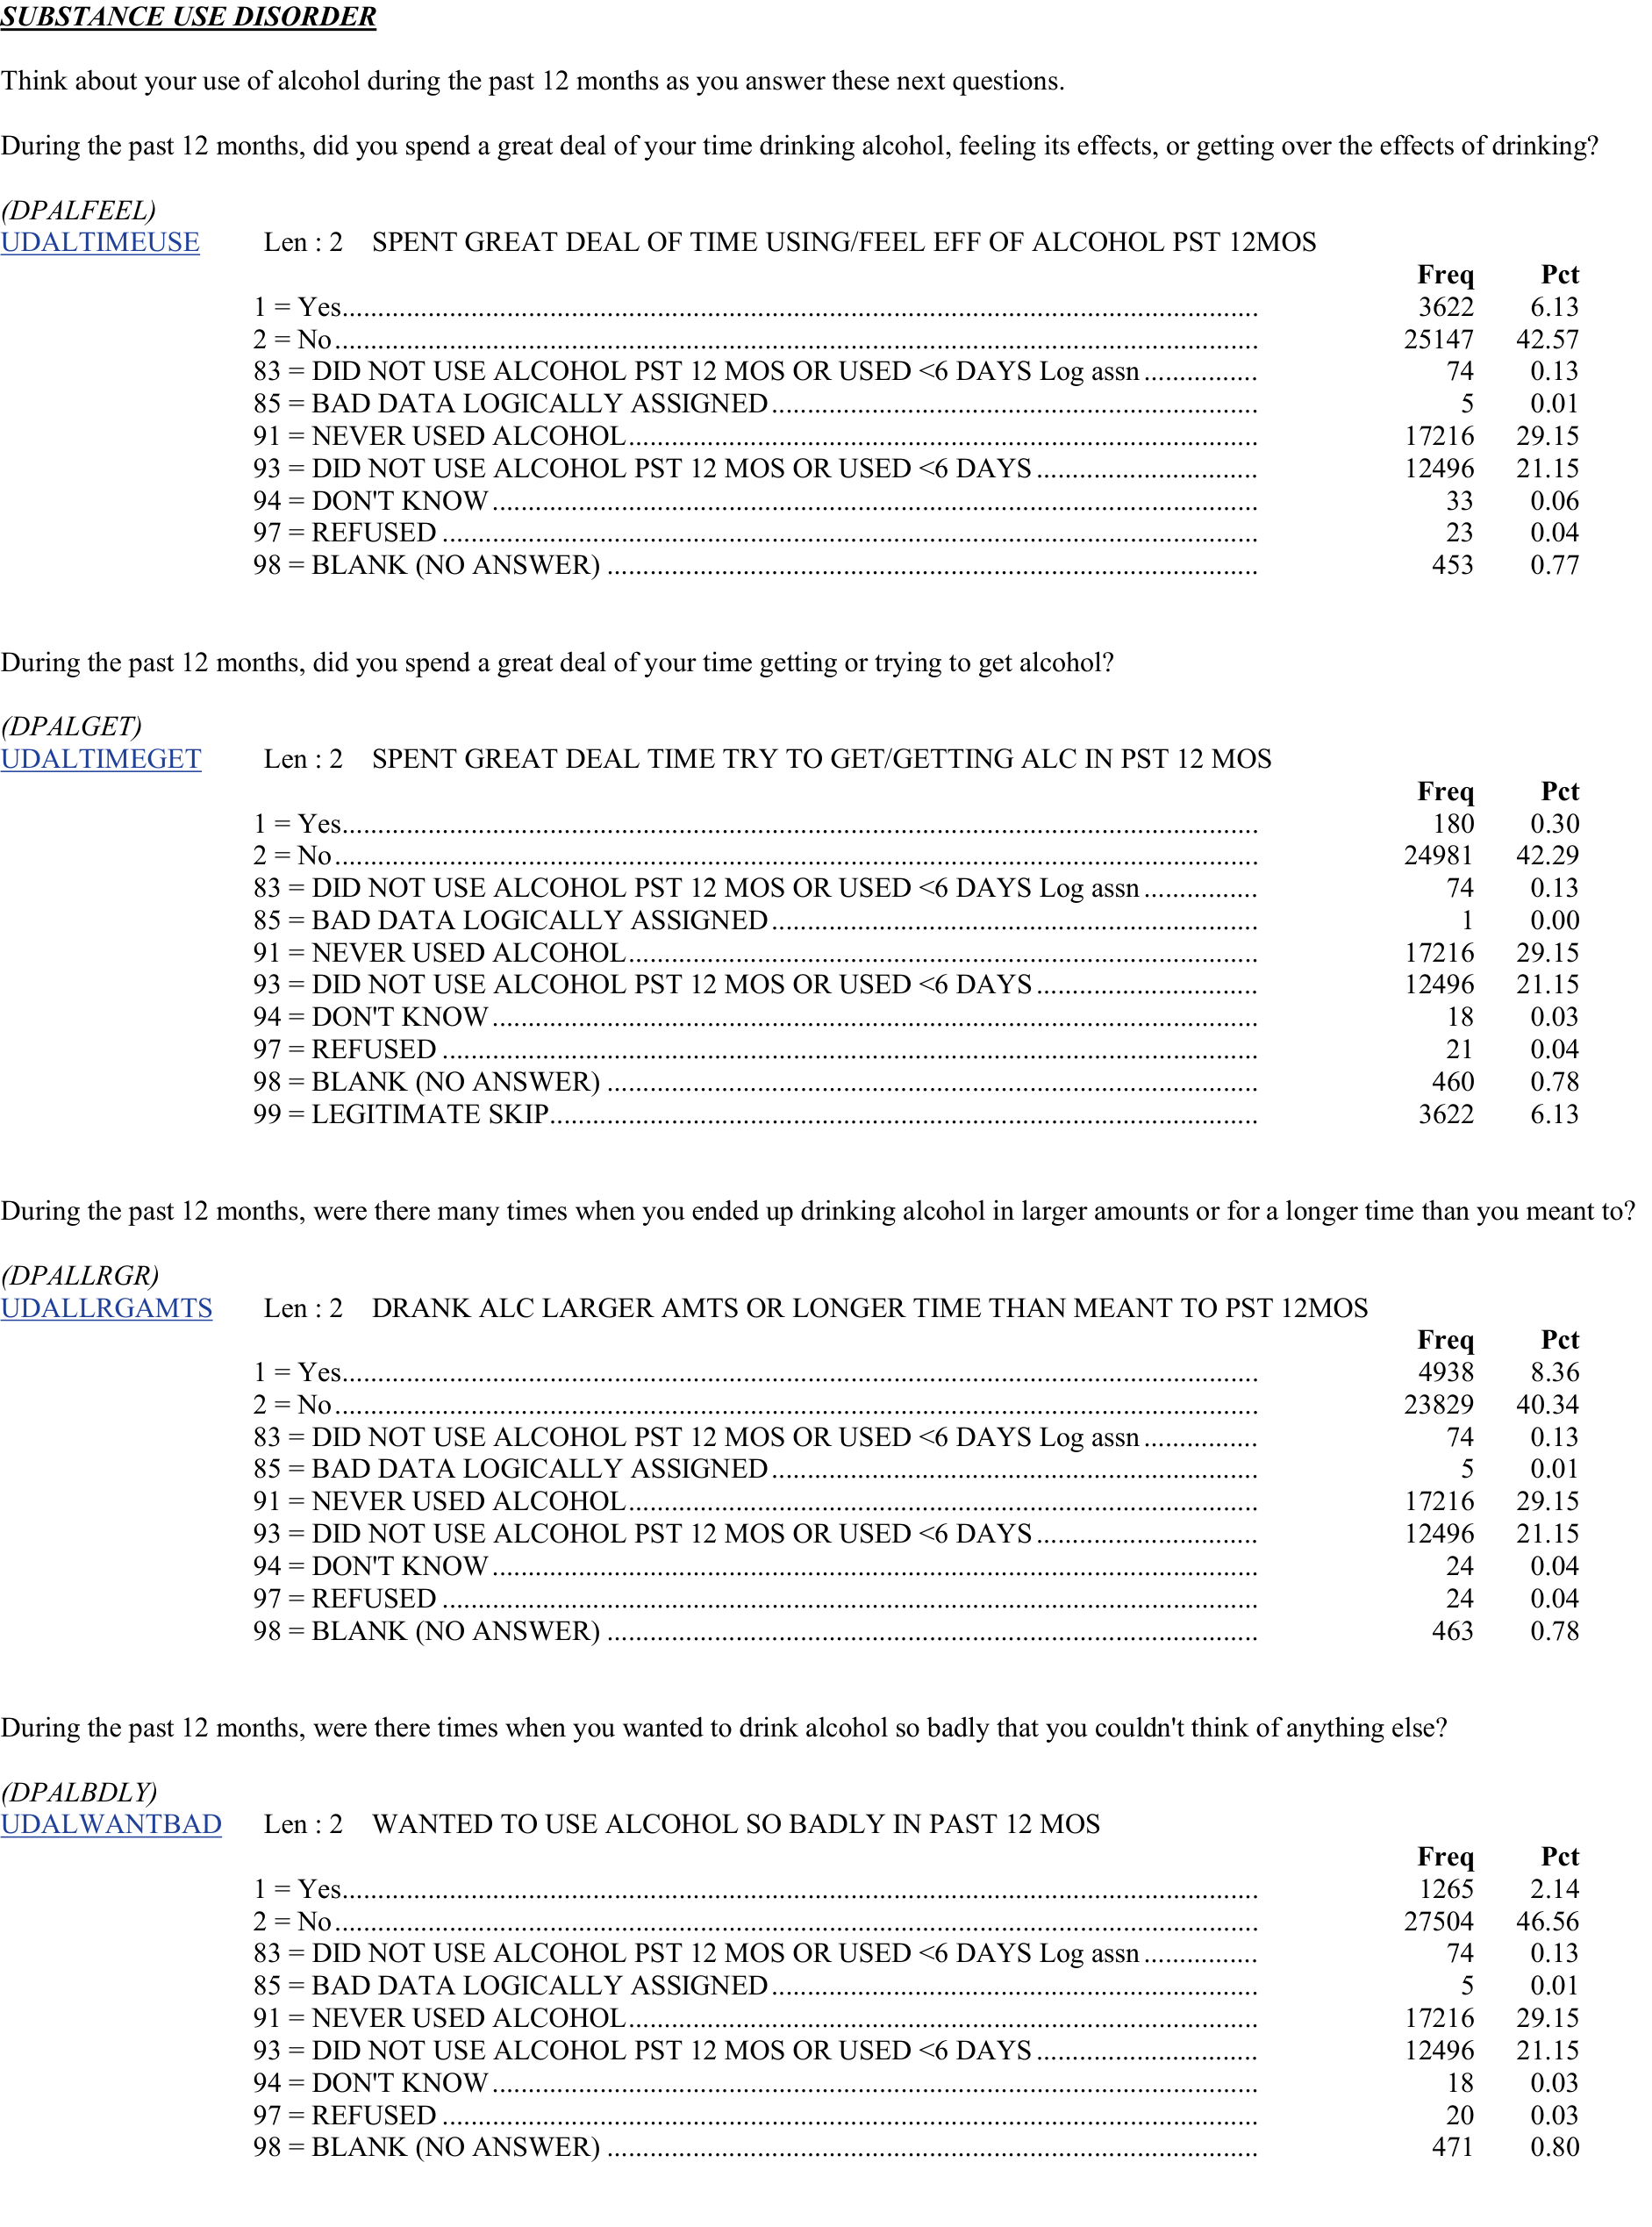 SUBSTANCE USE DISORDER
Think about your use of alcohol during the past 12 months as you answer these next questions.
During the past 12 months, did you spend a great deal of your time drinking alcohol, feeling its effects, or getting over the effects of drinking?
(DPALFEEL)
UDALTIMEUSE Len : 2 SPENT GREAT DEAL OF TIME USING/FEEL EFF OF ALCOHOL PST 12MOS
Freq Pct
1 = Yes 3622 6.13
2 = No 25147 42.57
83 = DID NOT USE ALCOHOL PST 12 MOS OR USED <6 DAYS Log assn 74 0.13
85 = BAD DATA LOGICALLY ASSIGNED 5 0.01
91 = NEVER USED ALCOHOL 17216 29.15
93 = DID NOT USE ALCOHOL PST 12 MOS OR USED <6 DAYS 12496 21.15
94 = DON'T KNOW 33 0.06
97 = REFUSED 23 0.04
98 = BLANK (NO ANSWER) 453 0.77
During the past 12 months, did you spend a great deal of your time getting or trying to get alcohol?
(DPALGET)
UDALTIMEGET Len : 2 SPENT GREAT DEAL TIME TRY TO GET/GETTING ALC IN PST 12 MOS
Freq Pct
1 = Yes 180 0.30
2 = No 24981 42.29
83 = DID NOT USE ALCOHOL PST 12 MOS OR USED <6 DAYS Log assn 74 0.13
85 = BAD DATA LOGICALLY ASSIGNED 1 0.00
91 = NEVER USED ALCOHOL 17216 29.15
93 = DID NOT USE ALCOHOL PST 12 MOS OR USED <6 DAYS 12496 21.15
94 = DON'T KNOW 18 0.03
97 = REFUSED 21 0.04
98 = BLANK (NO ANSWER) 460 0.78
99 = LEGITIMATE SKIP 3622 6.13
During the past 12 months, were there many times when you ended up drinking alcohol in larger amounts or for a longer time than you meant to?
(DPALLRGR)
UDALLRGAMTS Len : 2 DRANK ALC LARGER AMTS OR LONGER TIME THAN MEANT TO PST 12MOS
Freq Pct
1 = Yes 4938 8.36
2 = No 23829 40.34
83 = DID NOT USE ALCOHOL PST 12 MOS OR USED <6 DAYS Log assn 74 0.13
85 = BAD DATA LOGICALLY ASSIGNED 5 0.01
91 = NEVER USED ALCOHOL 17216 29.15
93 = DID NOT USE ALCOHOL PST 12 MOS OR USED <6 DAYS 12496 21.15
94 = DON'T KNOW 24 0.04
97 = REFUSED 24 0.04
98 = BLANK (NO ANSWER) 463 0.78
During the past 12 months, were there times when you wanted to drink alcohol so badly that you couldn't think of anything else?
(DPALBDLY)
UDALWANTBAD Len : 2 WANTED TO USE ALCOHOL SO BADLY IN PAST 12 MOS
Freq Pct
1 = Yes 1265 2.14
2 = No 27504 46.56
83 = DID NOT USE ALCOHOL PST 12 MOS OR USED <6 DAYS Log assn 74 0.13
85 = BAD DATA LOGICALLY ASSIGNED 5 0.01
91 = NEVER USED ALCOHOL 17216 29.15
93 = DID NOT USE ALCOHOL PST 12 MOS OR USED <6 DAYS 12496 21.15
94 = DON'T KNOW 18 0.03
97 = REFUSED 20 0.03
98 = BLANK (NO ANSWER) 471 0.80